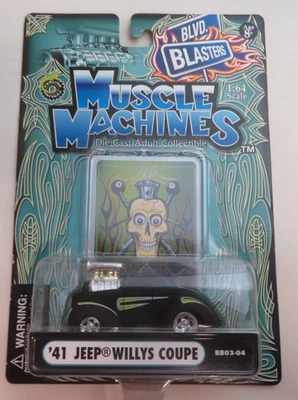 BLVD.
BLASTERS
MUSCLE
MACHINES
TM
1:64
Scale
Die Cast Adult Collectible
WARNING:
'41 JEEP® WILLYS COUPE
BB03-04